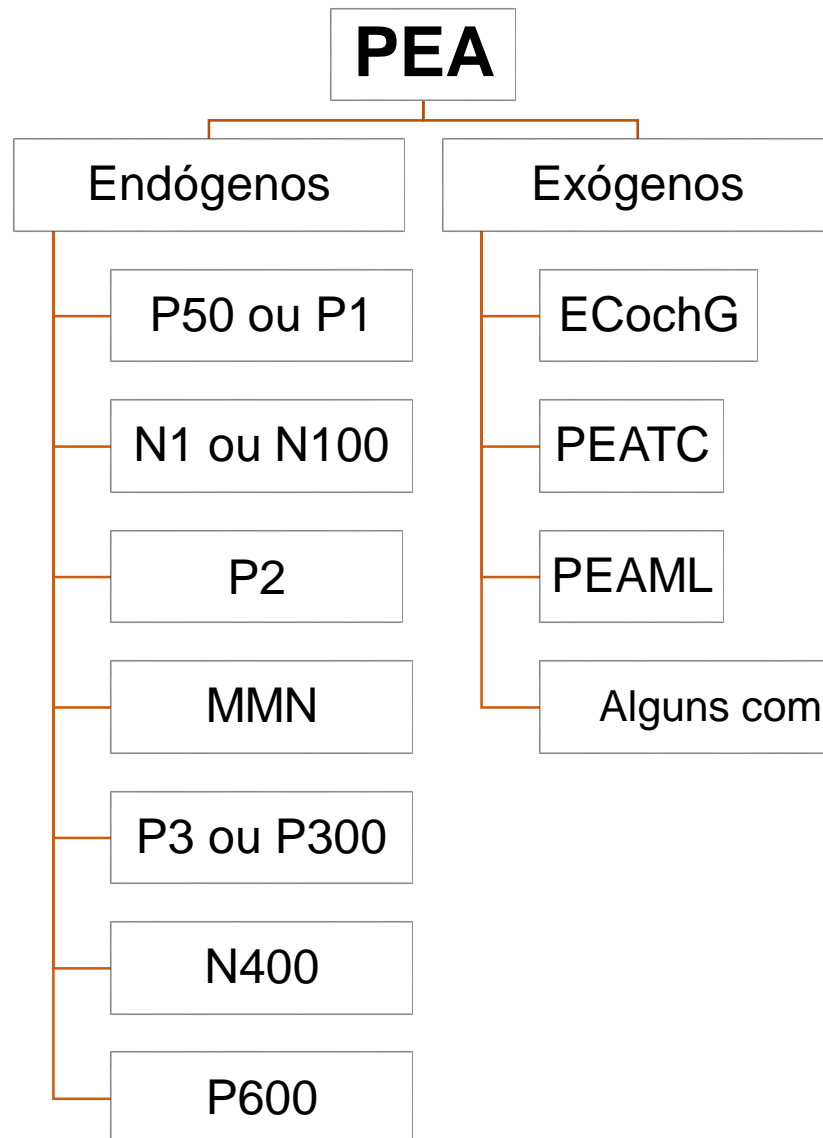 PEA
Endógenos
P50 ou P1
N1 ou N100
P2
MMN
P3 ou P300
N400
P600
Exógenos
ECochG
PEATC
PEAML
Alguns com